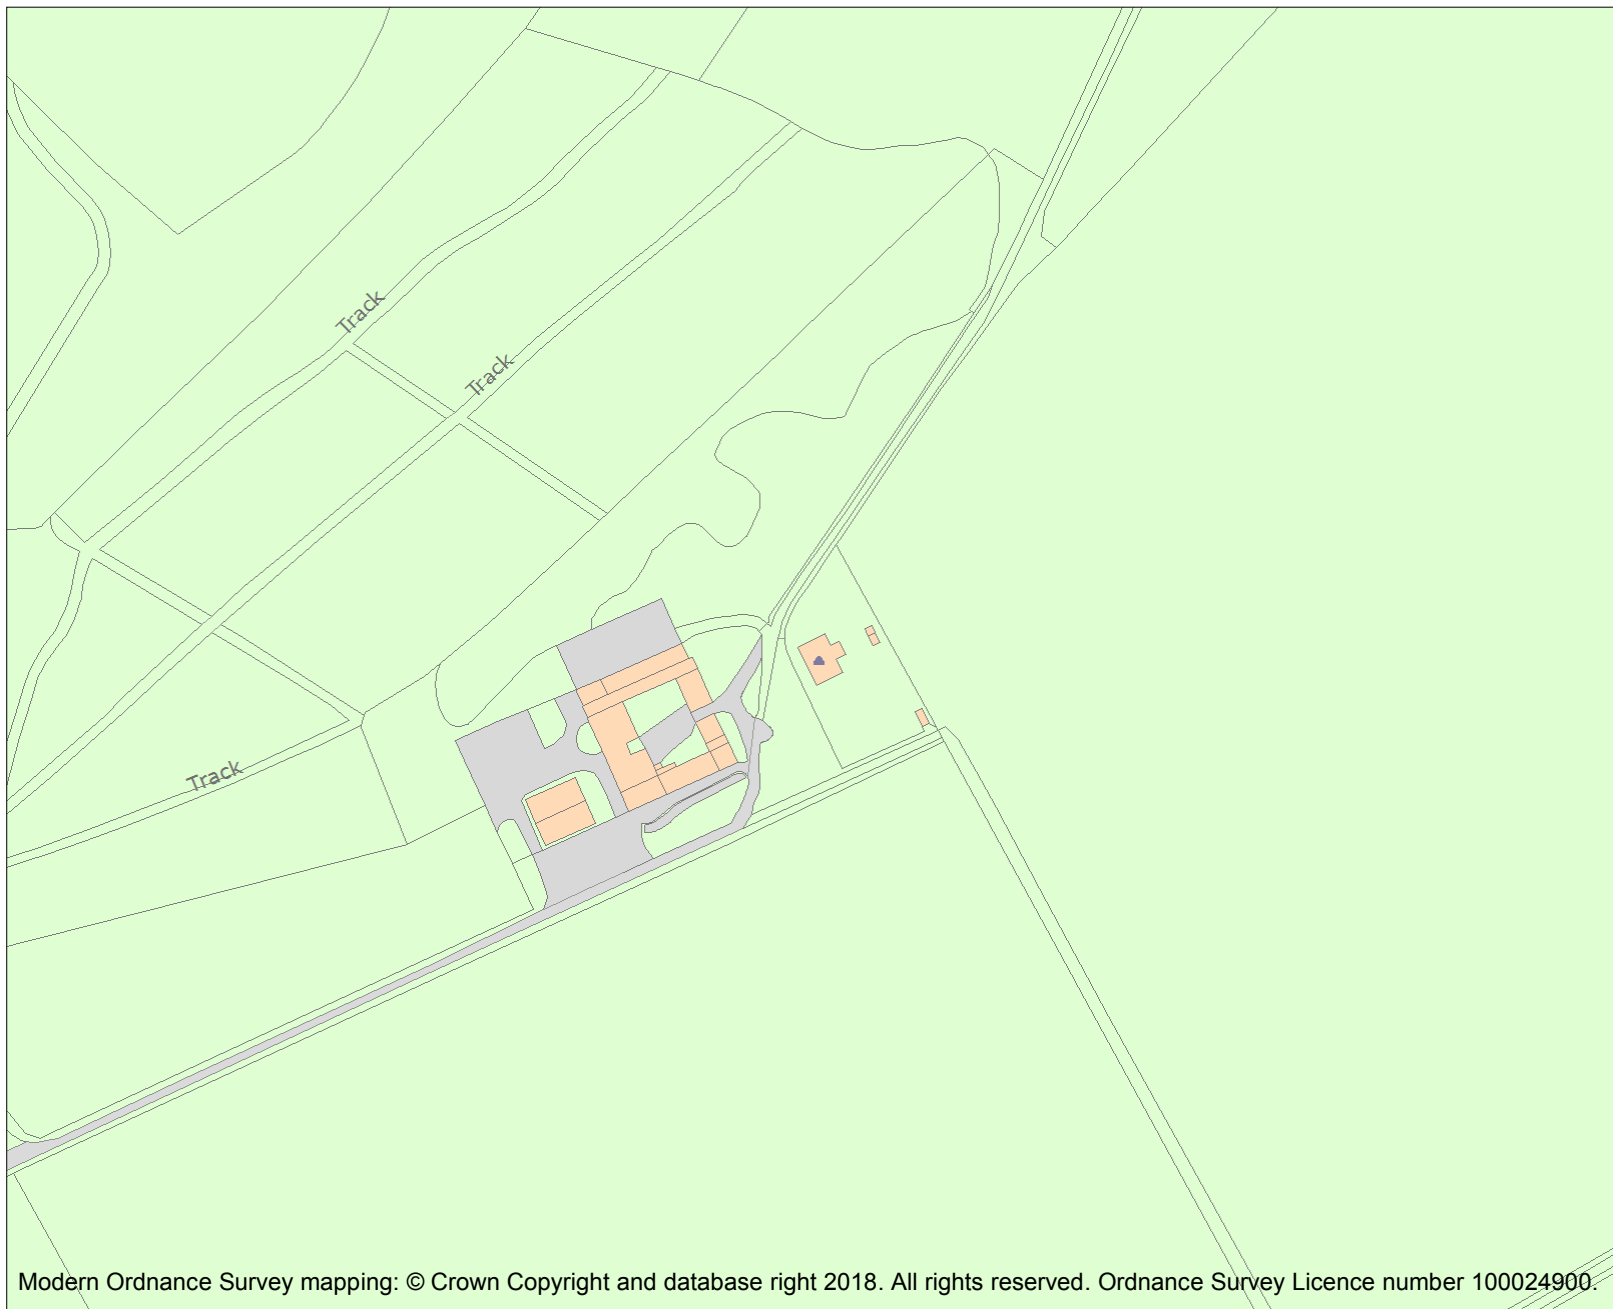 Track
Track
Track
Modern Ordnance Survey mapping: © Crown Copyright and database right 2018. All rights reserved. Ordnance Survey Licence number 100024900.